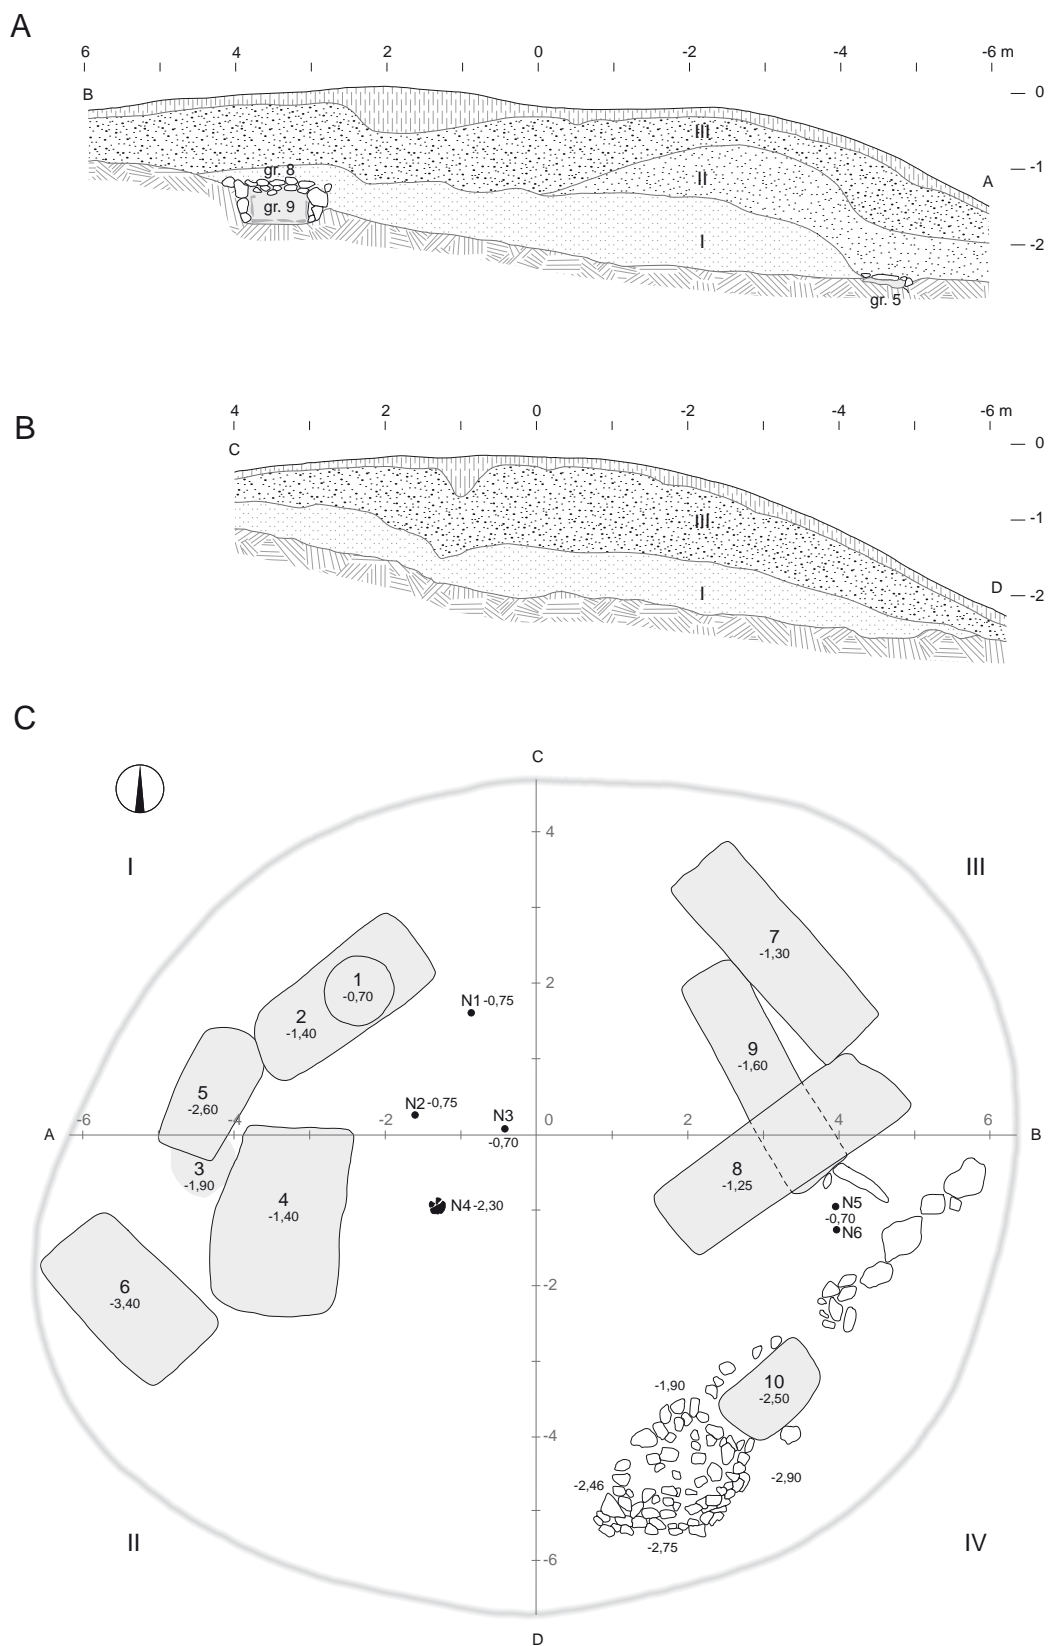 A
6 4 2 0 -2 -4 -6 m
B
0
III
-1
gr. 8
II
A
gr. 9
I
-2
gr. 5
B
4 2 0 -2 -4 -6 m
C
0
III
-1
I
D
-2
C
C
I
III
4
7
-1,30
1
-0,70
2
N1 -0,75
2
-1,40
9
-1,60
5
-2,60
N2 -0,75
N3
-0,70
A
-6 -4 -2 0 2 4 6
B
3
-1,90
8
-1,25
4
-1,40
N4 -2,30
N5
-0,70
N6
6
-3,40
-2
10
-2,50
-1,90
-4
-2,46
-2,90
-2,75
II
IV
-6
D